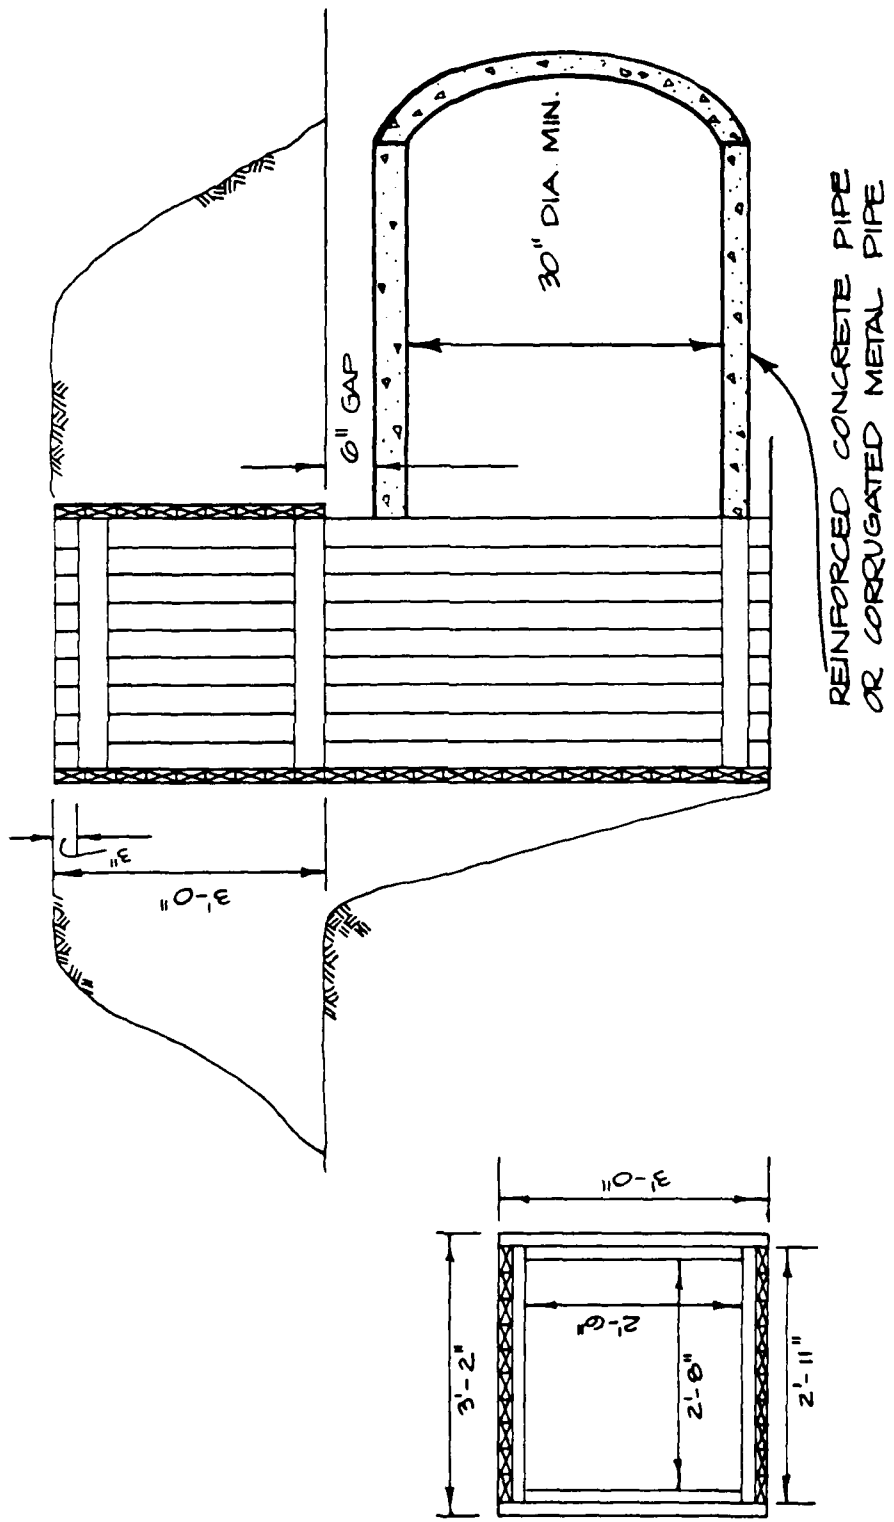 30" DIA. MIN.
6" GAP
REINFORCED CONCRETE PIPE
OR CORRUGATED METAL PIPE
3"
3'-0"
3'-0"
3'-2"
2'-6"
2'-8"
2'-11"